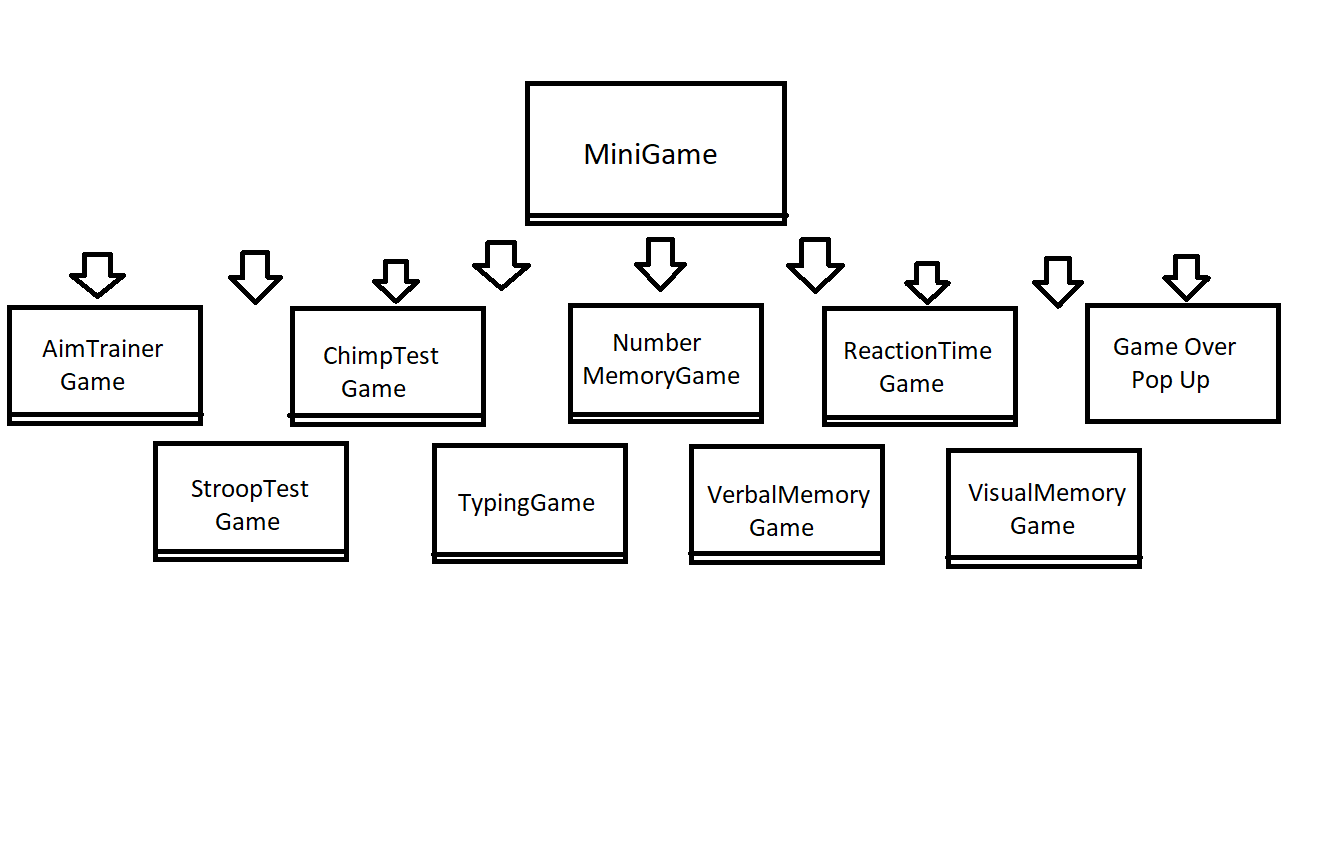 MiniGame
AimTrainer
Game
ChimpTest
Game
Number
MemoryGame
ReactionTime
Game
Game Over
Pop Up
StroopTest
Game
TypingGame
VerbalMemory
Game
VisualMemory
Game